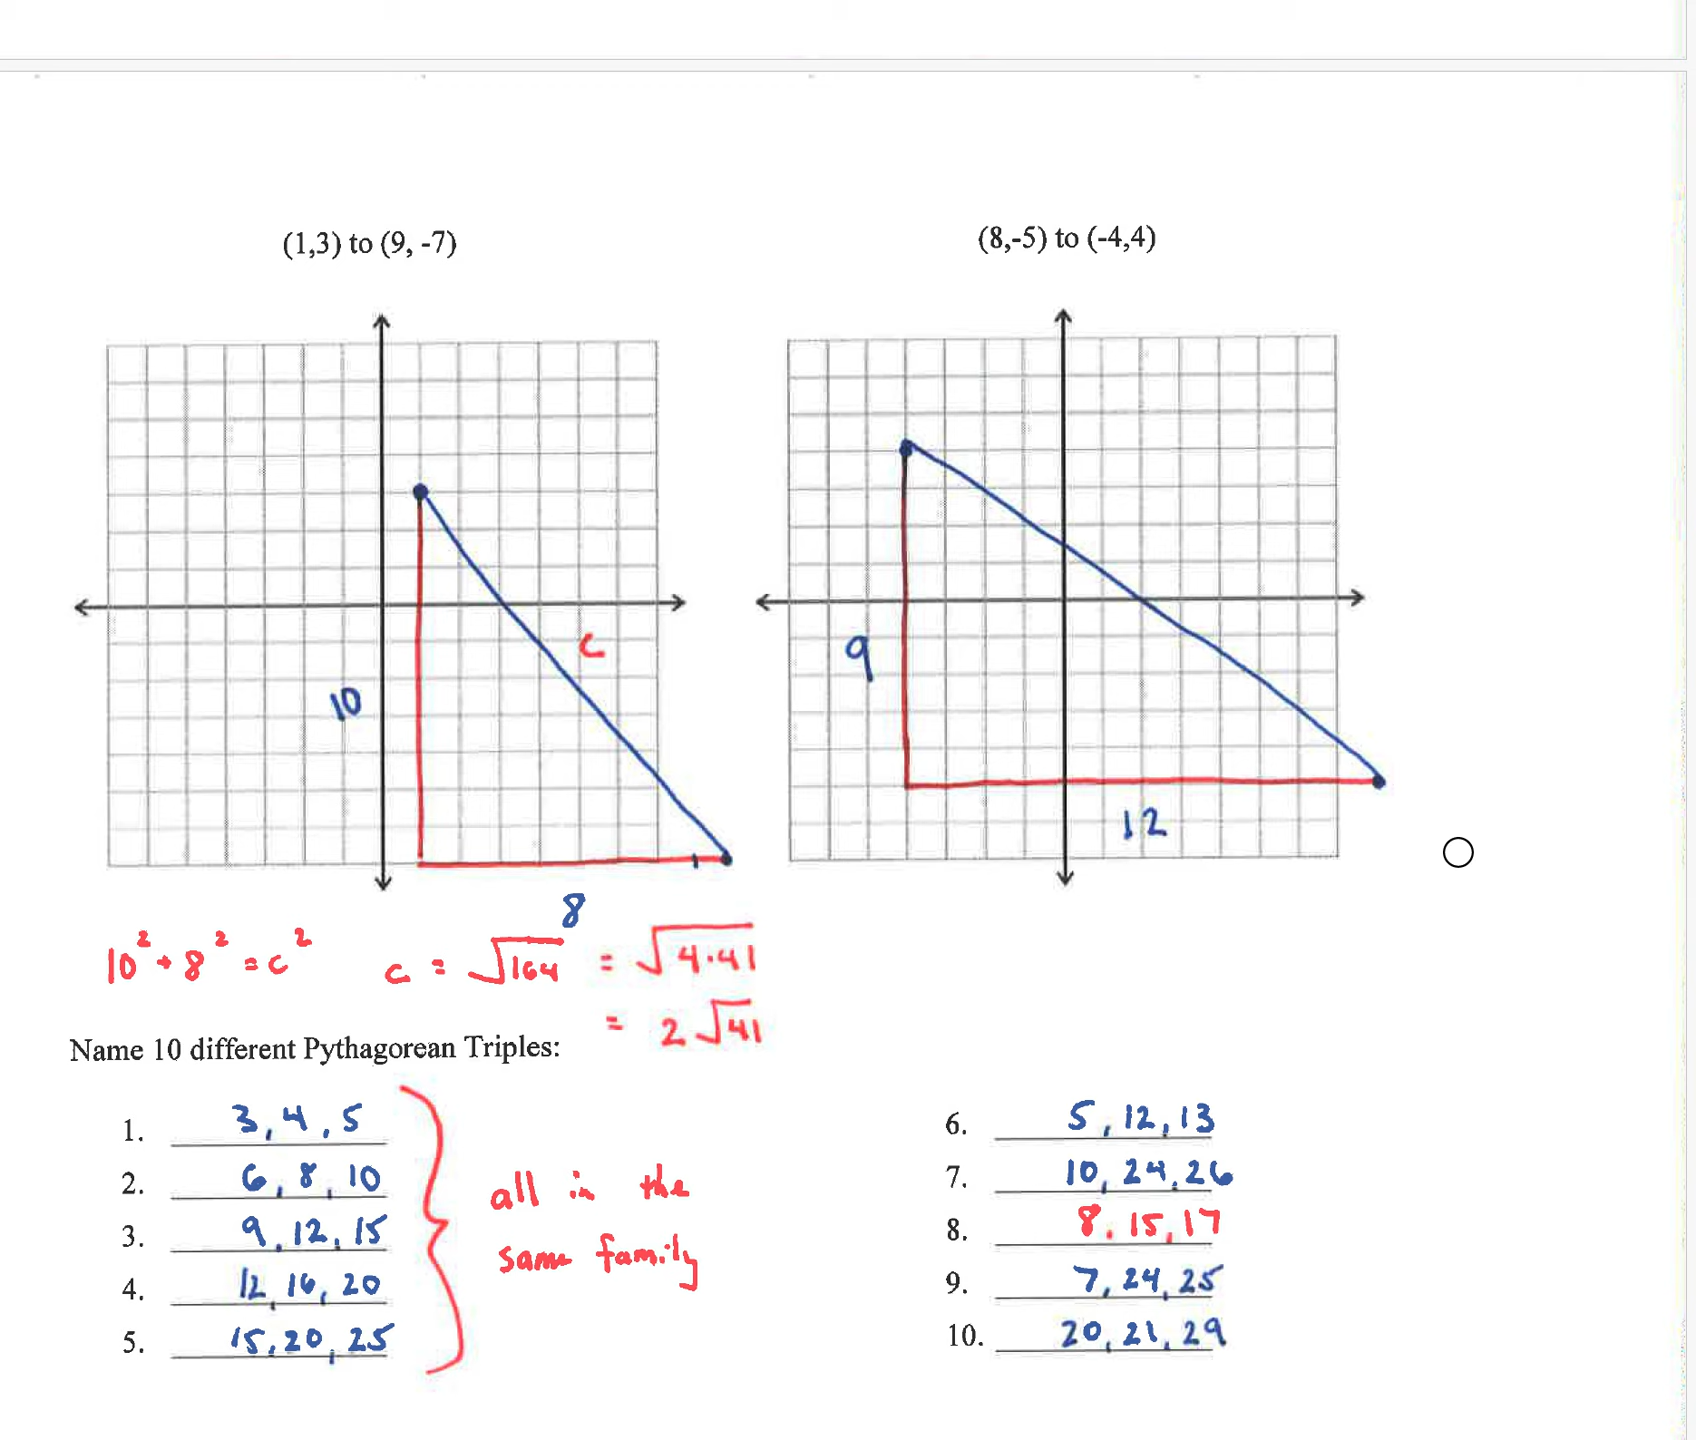 (1,3) to (9, -7)
(8,-5) to (-4,4)
c
10
9
12
8
10² + 8² = c²
c = √164 = √4·41
= 2√41
Name 10 different Pythagorean Triples:
1. 3, 4, 5
2. 6, 8, 10
3. 9, 12, 15
4. 12, 16, 20
5. 15, 20, 25
all in the
same family
6. 5, 12, 13
7. 10, 24, 26
8. 8, 15, 17
9. 7, 24, 25
10. 20, 21, 29